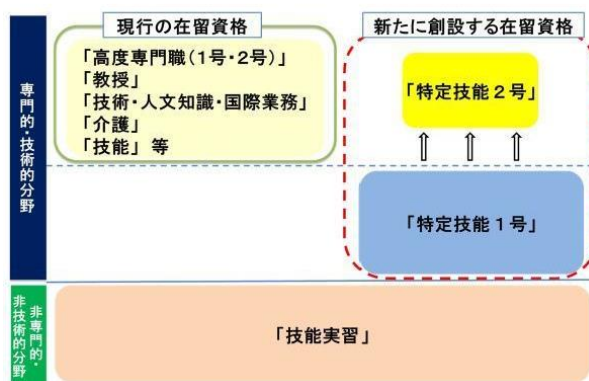 現行の在留資格
新たに創設する在留資格
専門的・技術的分野
「高度専門職(1号・2号)」
「教授」
「技術・人文知識・国際業務」
「介護」
「技能」 等
「特定技能2号」
「特定技能1号」
非専門的・
非技術的分野
「技能実習」